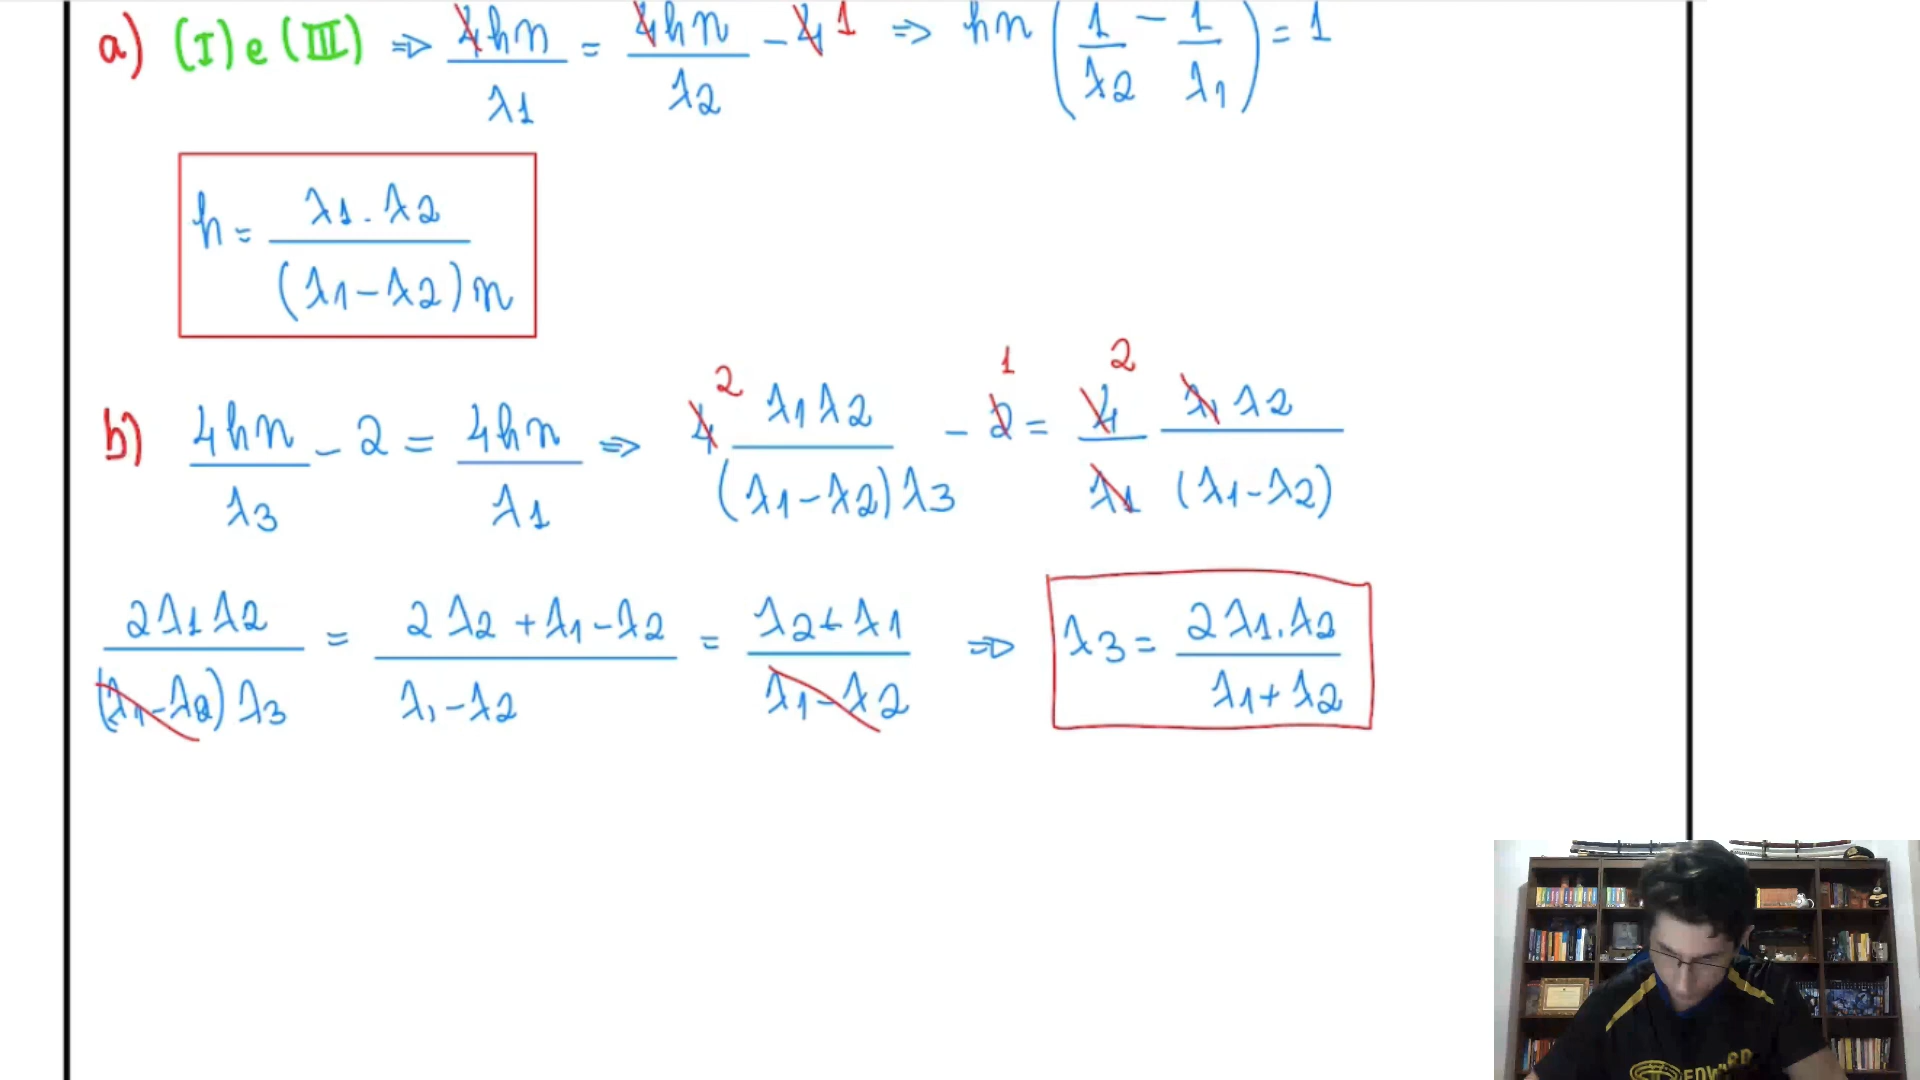 a) (I) e (III) ⇒ 4hn/λ1 = 4hn/λ2 - 4 1 ⇒ hn (1/λ2 - 1/λ1) = 1
h = λ1.λ2/(λ1-λ2)n
b) 4hn/λ3 - 2 = 4hn/λ1 ⇒ 4 2 λ1λ2/(λ1-λ2)λ3 - 2 1 = 4 2/λ1 λ1λ2/(λ1-λ2)
2λ1λ2/(λ1-λ2)λ3 = 2λ2+λ1-λ2/λ1-λ2 = λ2+λ1/λ1-λ2 ⇒ λ3 = 2λ1.λ2/λ1+λ2